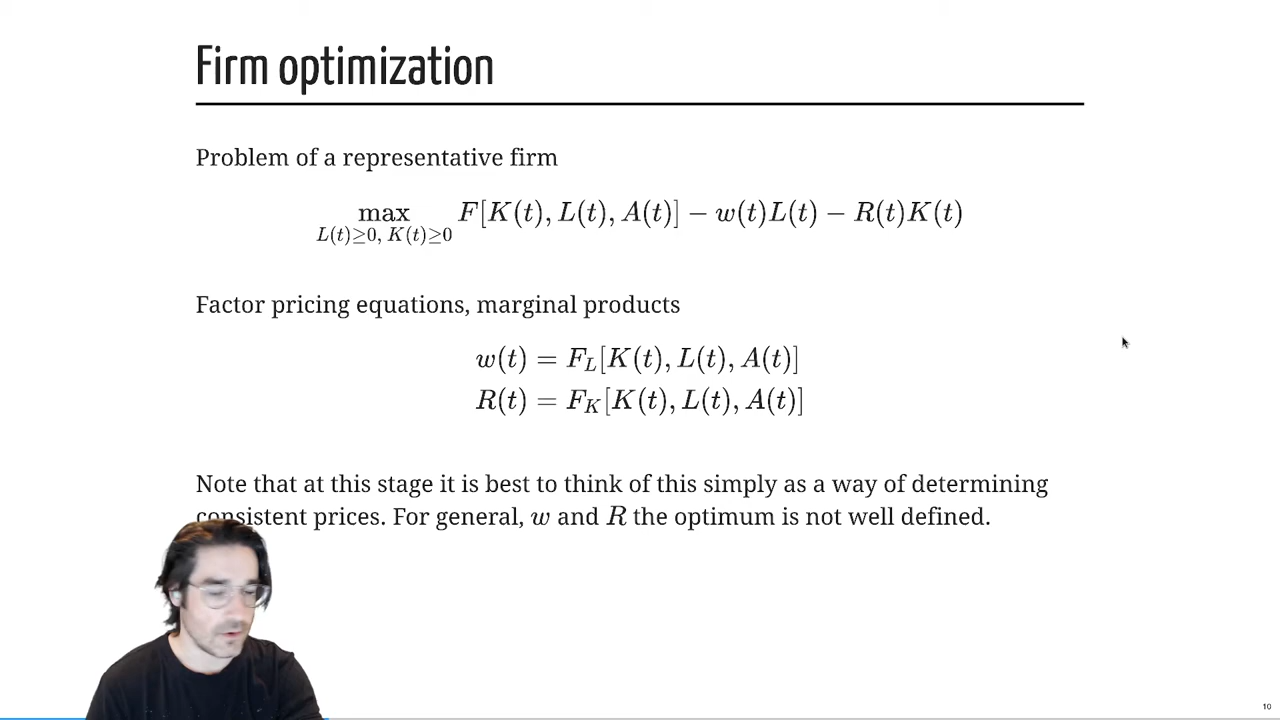 Firm optimization
Problem of a representative firm
max F[K(t), L(t), A(t)] − w(t)L(t) − R(t)K(t)
L(t)≥0, K(t)≥0
Factor pricing equations, marginal products
w(t) = F_L[K(t), L(t), A(t)]
R(t) = F_K[K(t), L(t), A(t)]
Note that at this stage it is best to think of this simply as a way of determining
consistent prices. For general, w and R the optimum is not well defined.
10